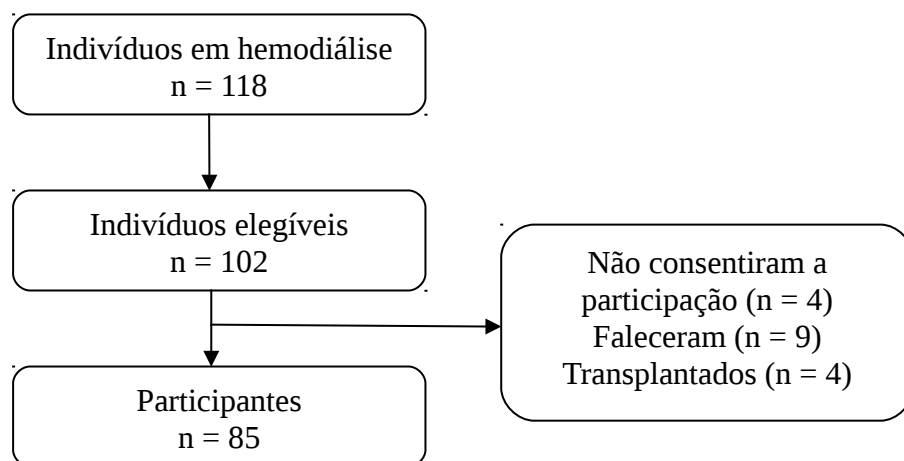 Indivíduos em hemodiálise
n = 118
Indivíduos elegíveis
n = 102
Não consentiram a
participação (n = 4)
Faleceram (n = 9)
Transplantados (n = 4)
Participantes
n = 85